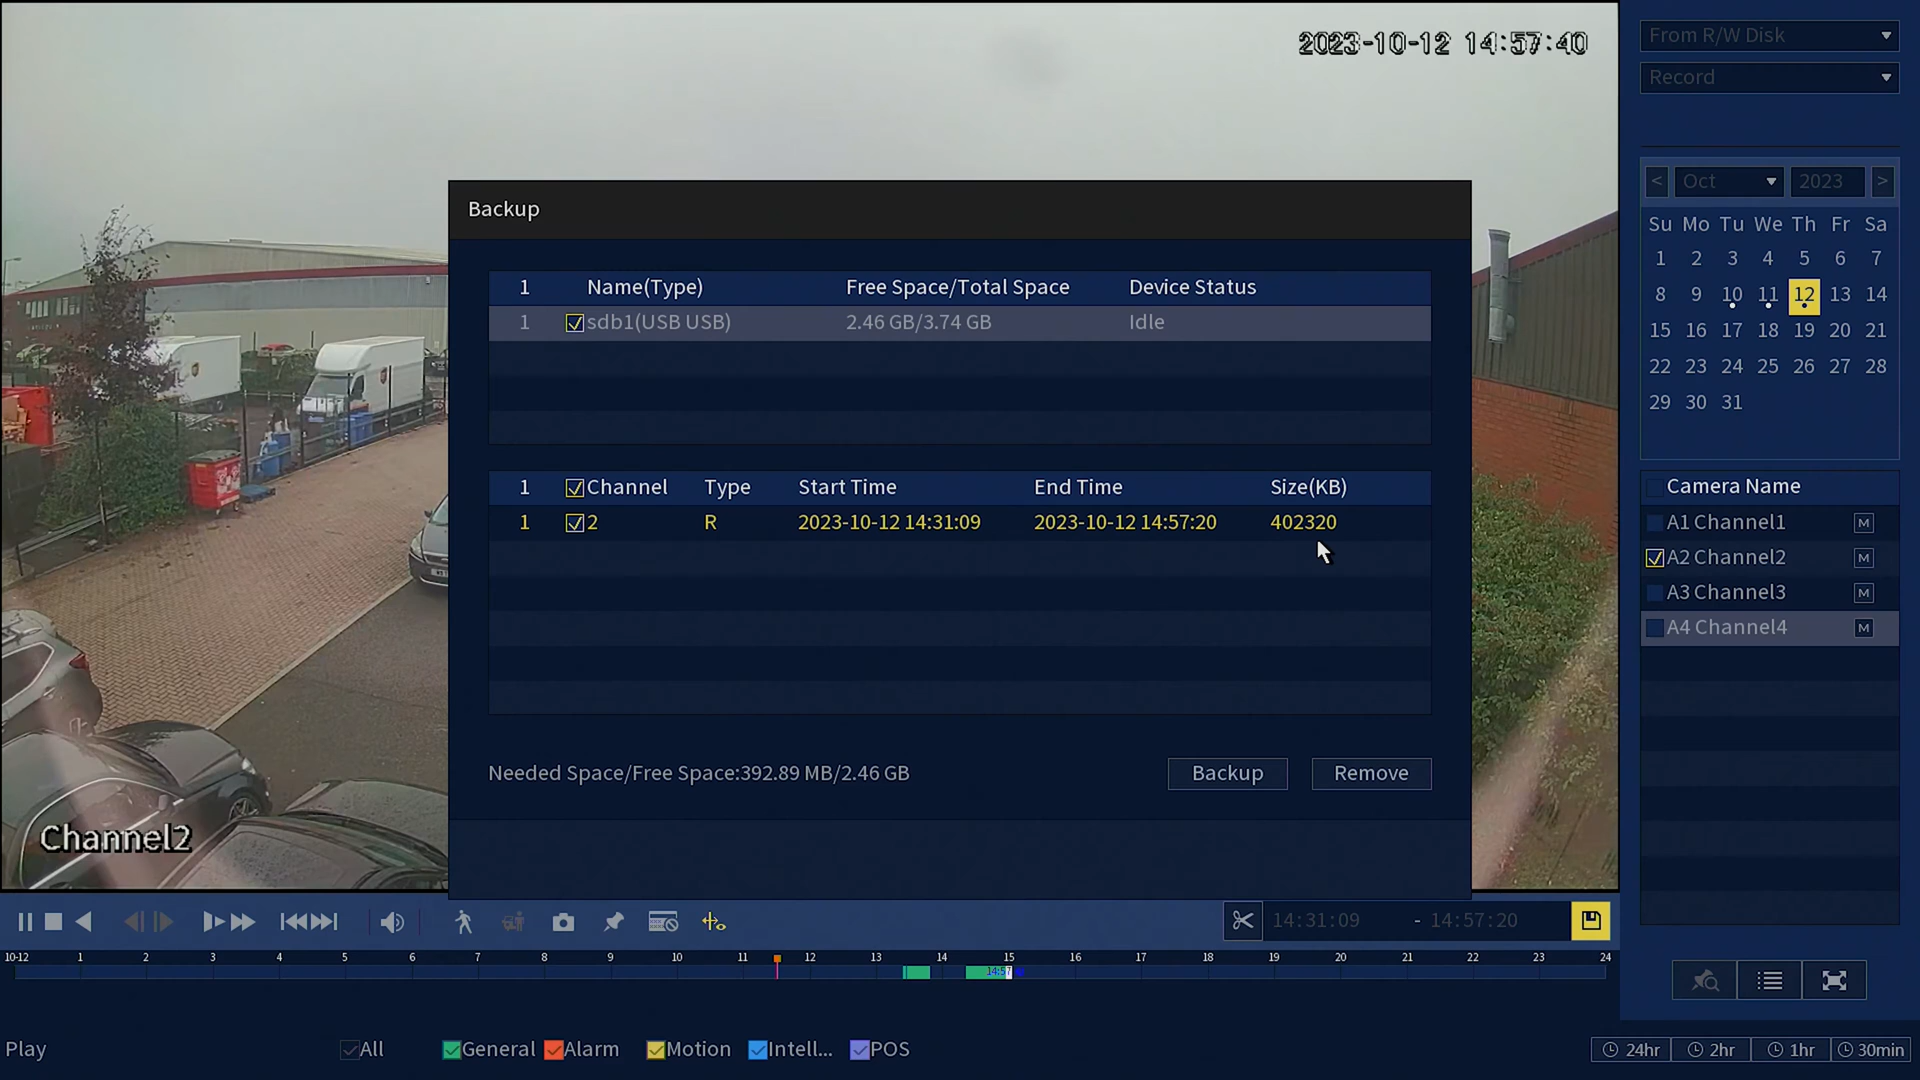 2023-10-12 14:57:40
From R/W Disk
Record
< Oct 2023 >
Su Mo Tu We Th Fr Sa
1 2 3 4 5 6 7
8 9 10 11 12 13 14
15 16 17 18 19 20 21
22 23 24 25 26 27 28
29 30 31
Camera Name
A1 Channel1 M
A2 Channel2 M
A3 Channel3 M
A4 Channel4 M
Backup
1 Name(Type) Free Space/Total Space Device Status
1 sdb1(USB USB) 2.46 GB/3.74 GB Idle
1 Channel Type Start Time End Time Size(KB)
1 2 R 2023-10-12 14:31:09 2023-10-12 14:57:20 402320
Needed Space/Free Space:392.89 MB/2.46 GB
Backup Remove
Channel2
14:31:09 - 14:57:20
10-12 1 2 3 4 5 6 7 8 9 10 11 12 13 14 15 16 17 18 19 20 21 22 23 24
14:57
Play All General Alarm Motion Intell... POS
24hr 2hr 1hr 30min